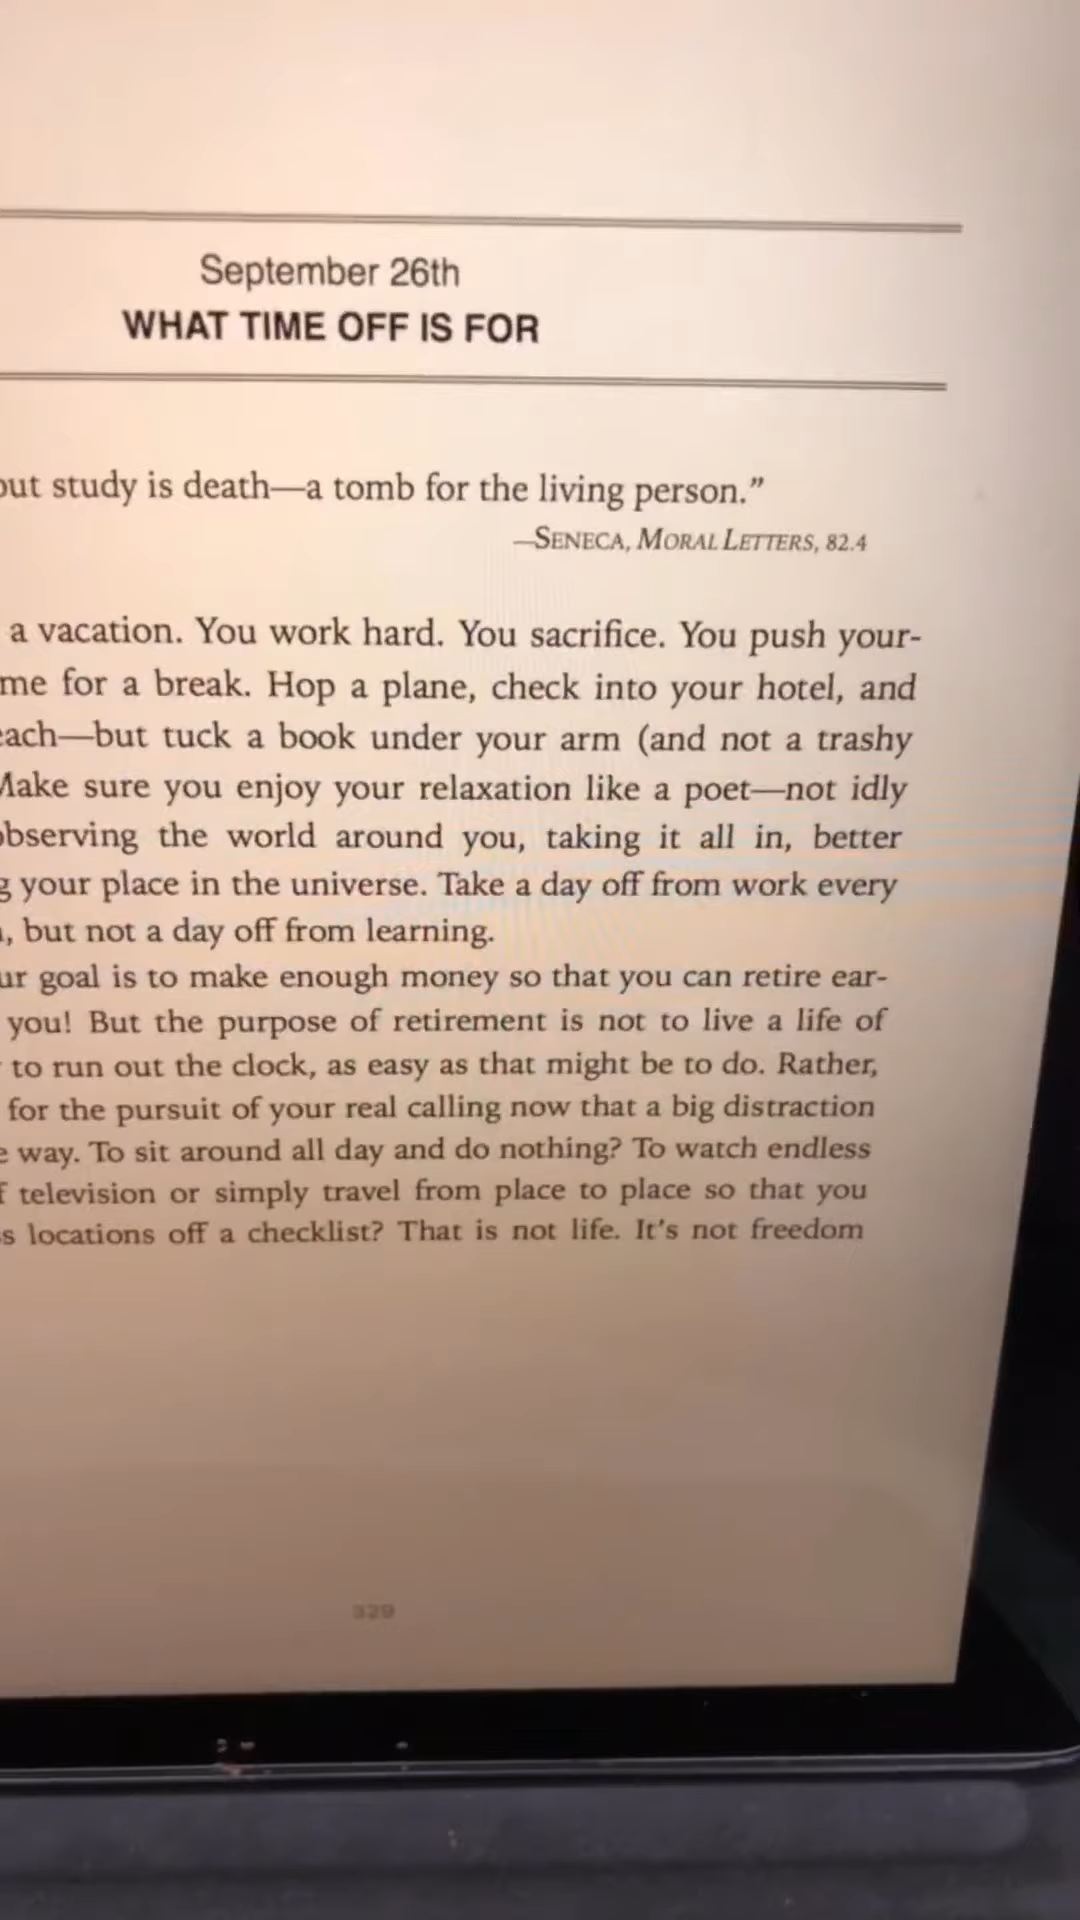 September 26th
WHAT TIME OFF IS FOR
out study is death—a tomb for the living person.”
—SENECA, MORAL LETTERS, 82.4
a vacation. You work hard. You sacrifice. You push your-
me for a break. Hop a plane, check into your hotel, and
each—but tuck a book under your arm (and not a trashy
Make sure you enjoy your relaxation like a poet—not idly
observing the world around you, taking it all in, better
g your place in the universe. Take a day off from work every
, but not a day off from learning.
ur goal is to make enough money so that you can retire ear-
you! But the purpose of retirement is not to live a life of
to run out the clock, as easy as that might be to do. Rather,
for the pursuit of your real calling now that a big distraction
e way. To sit around all day and do nothing? To watch endless
f television or simply travel from place to place so that you
s locations off a checklist? That is not life. It’s not freedom
329